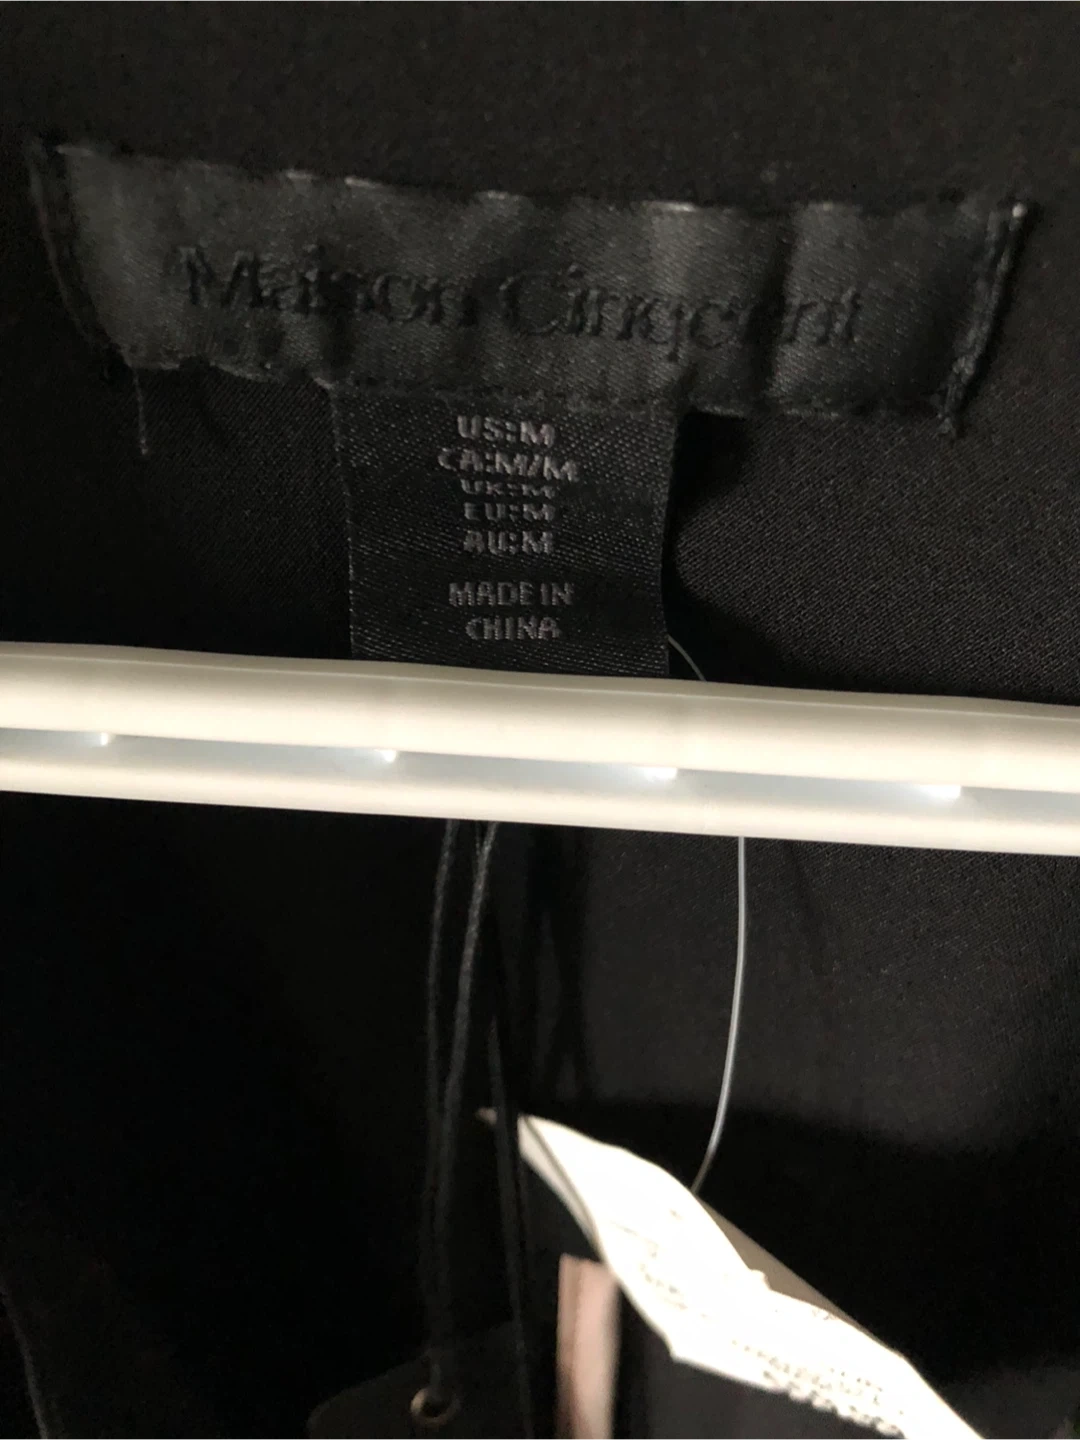 Maison Cinqcent
US:M
CA:M/M
UK:M
EU:M
AU:M
MADE IN
CHINA